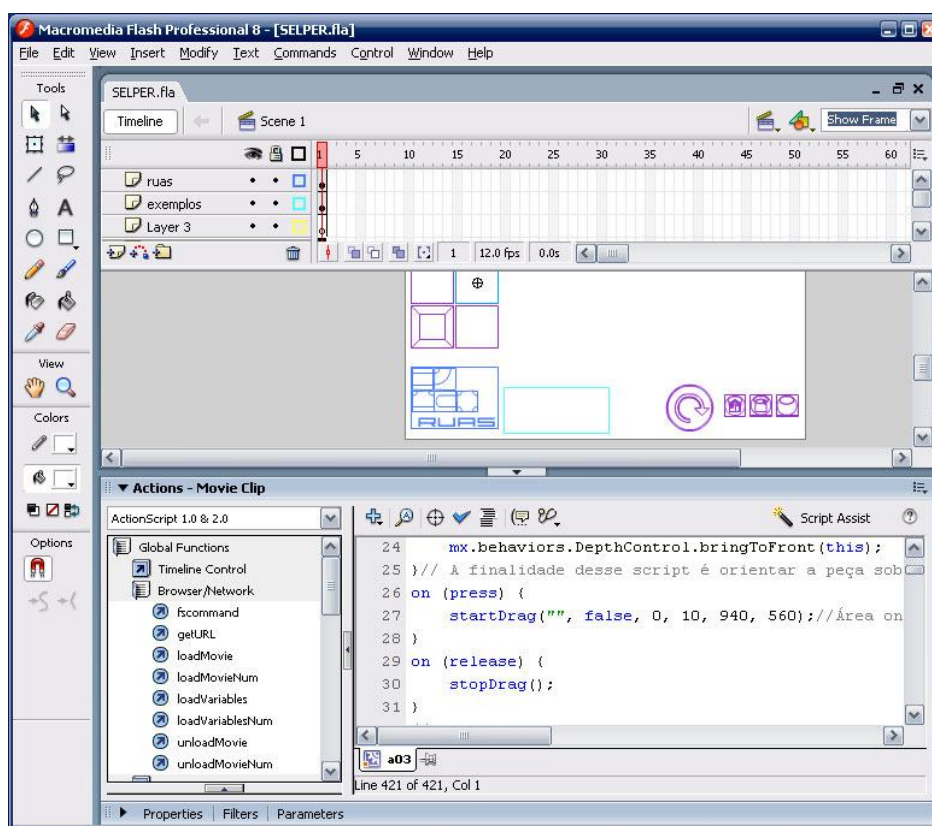 Macromedia Flash Professional 8 - [SELPER.fla]
File Edit View Insert Modify Text Commands Control Window Help
Tools
View
Colors
Options
SELPER.fla
Timeline Scene 1 Show Frame
1 5 10 15 20 25 30 35 40 45 50 55 60
ruas
exemplos
Layer 3
1 12.0 fps 0.0s
RUAS
Actions - Movie Clip
ActionScript 1.0 & 2.0
Script Assist
Global Functions
Timeline Control
Browser/Network
fscommand
getURL
loadMovie
loadMovieNum
loadVariables
loadVariablesNum
unloadMovie
unloadMovieNum
24 mx.behaviors.DepthControl.bringToFront(this);
25 }// A finalidade desse script é orientar a peça sob
26 on (press) {
27 startDrag("", false, 0, 10, 940, 560);//Área on
28 }
29 on (release) {
30 stopDrag();
31 }
a03
Line 421 of 421, Col 1
Properties Filters Parameters